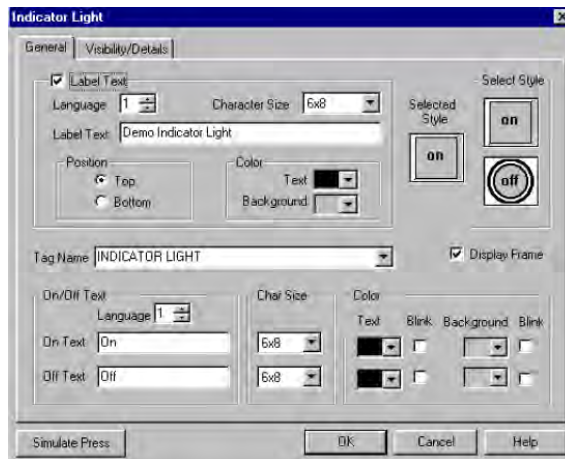 Indicator Light
General
Visibility/Details
Label Text
Language 1
Character Size 6x8
Label Text Demo Indicator Light
Position
Top
Bottom
Color
Text
Background
Selected Style
on
Select Style
on
off
Tag Name INDICATOR LIGHT
Display Frame
On/Off Text
Language 1
On Text On
Off Text Off
Char Size
6x8
6x8
Color
Text Blink Background Blink
Simulate Press
OK
Cancel
Help